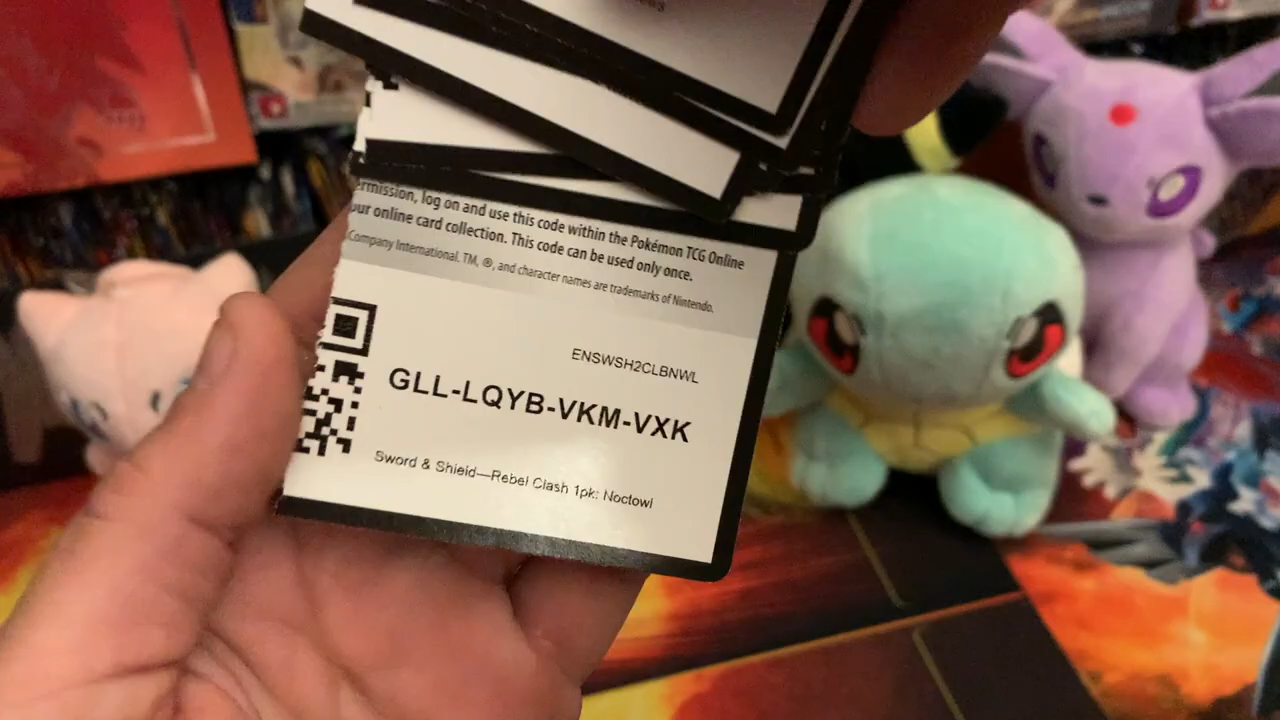 ermission, log on and use this code within the Pokémon TCG Online
our online card collection. This code can be used only once.
Company International. TM, ®, and character names are trademarks of Nintendo.
ENSWSH2CLBNWL
GLL-LQYB-VKM-VXK
Sword & Shield—Rebel Clash 1pk: Noctowl